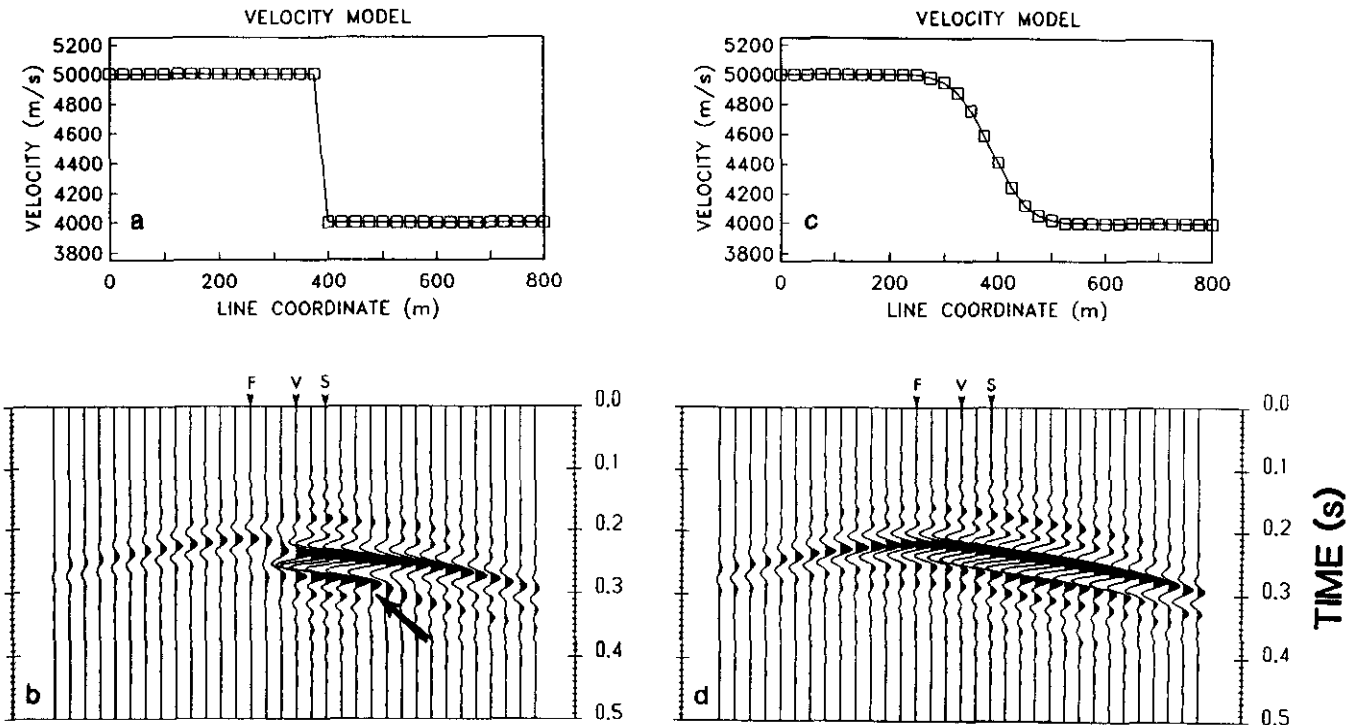 VELOCITY MODEL
5200
5000
4800
4600
4400
4200
4000
3800
VELOCITY (m/s)
a
0
200
400
600
800
LINE COORDINATE (m)
VELOCITY MODEL
5200
5000
4800
4600
4400
4200
4000
3800
VELOCITY (m/s)
c
0
200
400
600
800
LINE COORDINATE (m)
F V S
0.0
0.1
0.2
0.3
0.4
0.5
b
F V S
0.0
0.1
0.2
0.3
0.4
0.5
d
TIME (s)